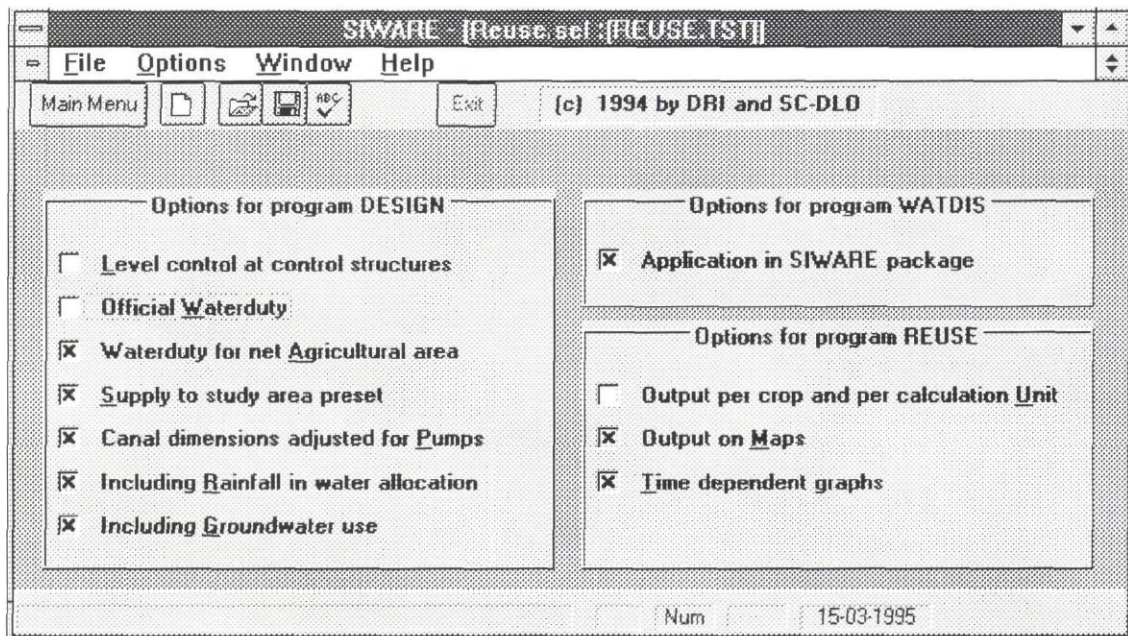 SIWARE - [Reuse.sel :[REUSE.TST]]
File Options Window Help
Main Menu ABC Exit (c) 1994 by DRI and SC-DLO
Options for program DESIGN
Level control at control structures
Official Waterduty
Waterduty for net Agricultural area
Supply to study area preset
Canal dimensions adjusted for Pumps
Including Rainfall in water allocation
Including Groundwater use
Options for program WATDIS
Application in SIWARE package
Options for program REUSE
Output per crop and per calculation Unit
Output on Maps
Time dependent graphs
Num 15-03-1995